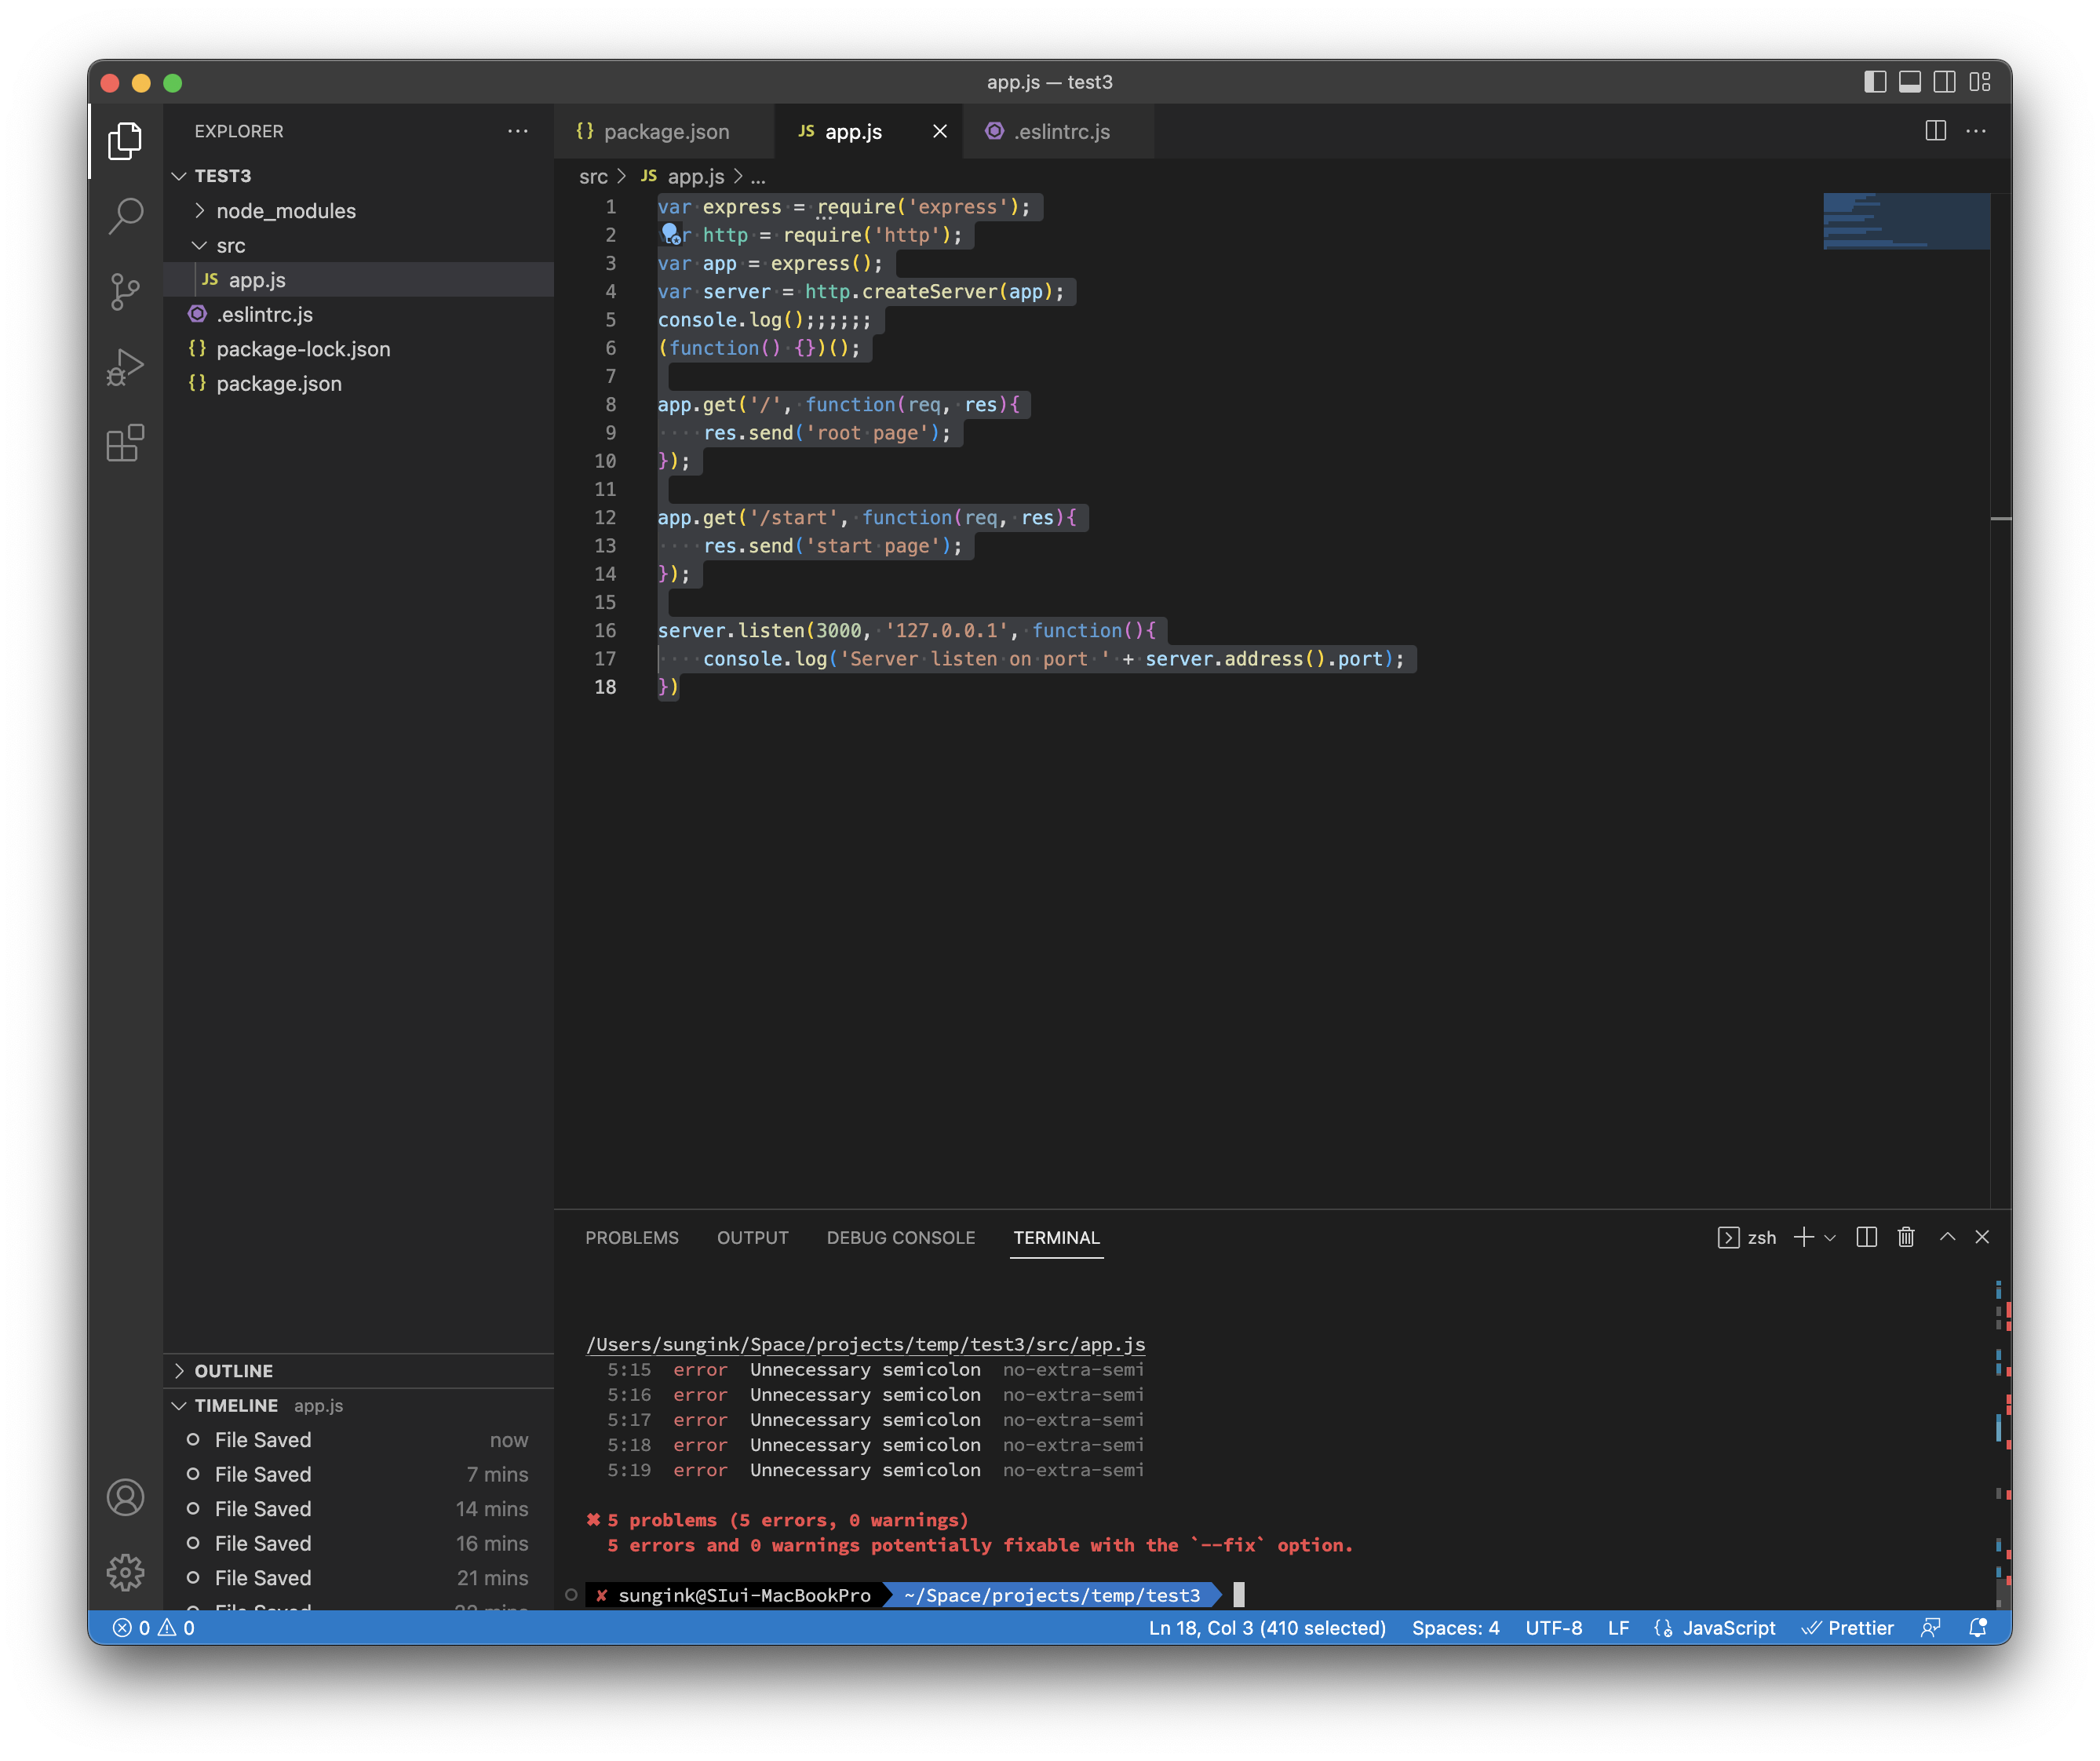 app.js — test3
EXPLORER
TEST3
node_modules
src
JS app.js
.eslintrc.js
{} package-lock.json
{} package.json
OUTLINE
TIMELINE app.js
File Saved now
File Saved 7 mins
File Saved 14 mins
File Saved 16 mins
File Saved 21 mins
{} package.json
JS app.js
.eslintrc.js
src > JS app.js > ...
1 var express = require('express');
2 var http = require('http');
3 var app = express();
4 var server = http.createServer(app);
5 console.log();;;;;;
6 (function() {})();
7
8 app.get('/', function(req, res){
9     res.send('root page');
10 });
11
12 app.get('/start', function(req, res){
13     res.send('start page');
14 });
15
16 server.listen(3000, '127.0.0.1', function(){
17     console.log('Server listen on port ' + server.address().port);
18 })
PROBLEMS OUTPUT DEBUG CONSOLE TERMINAL
zsh
/Users/sungink/Space/projects/temp/test3/src/app.js
5:15 error Unnecessary semicolon no-extra-semi
5:16 error Unnecessary semicolon no-extra-semi
5:17 error Unnecessary semicolon no-extra-semi
5:18 error Unnecessary semicolon no-extra-semi
5:19 error Unnecessary semicolon no-extra-semi
✖ 5 problems (5 errors, 0 warnings)
5 errors and 0 warnings potentially fixable with the `--fix` option.
✘ sungink@SIui-MacBookPro ~/Space/projects/temp/test3
0 0
Ln 18, Col 3 (410 selected) Spaces: 4 UTF-8 LF JavaScript Prettier